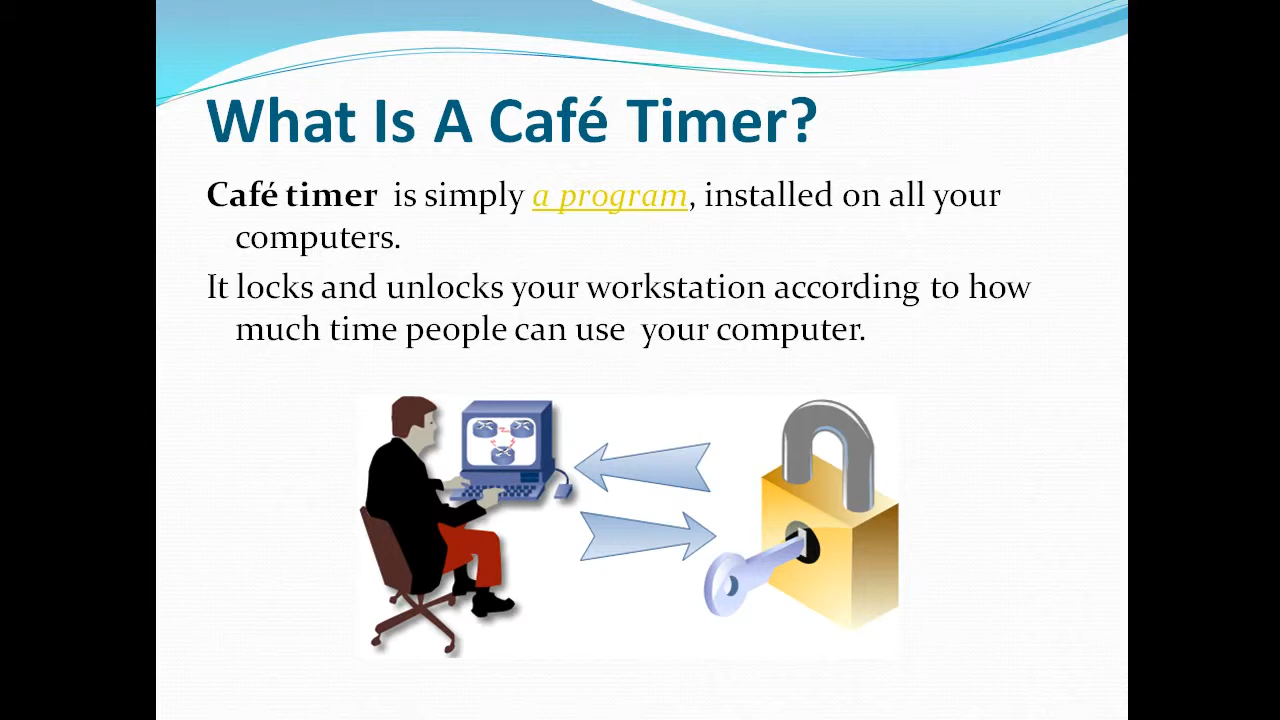 What Is A Café Timer?
Café timer is simply a program, installed on all your
computers.
It locks and unlocks your workstation according to how
much time people can use your computer.